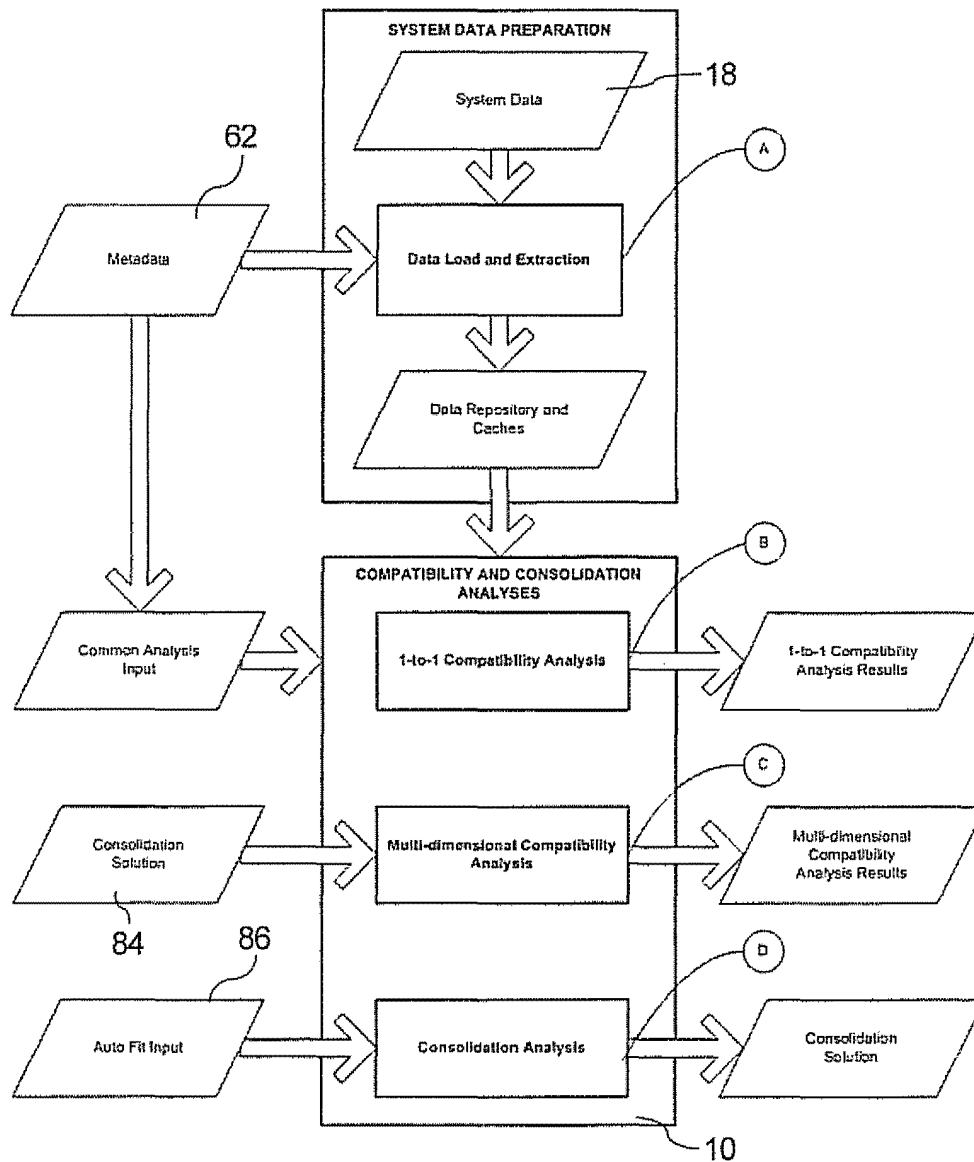 SYSTEM DATA PREPARATION
System Data
18
A
62
Metadata
Data Load and Extraction
Data Repository and
Caches
COMPATIBILITY AND CONSOLIDATION
ANALYSES
B
Common Analysis
Input
1-to-1 Compatibility Analysis
1-to-1 Compatibility
Analysis Results
C
Consolidation
Solution
84
Multi-dimensional Compatibility
Analysis
Multi-dimensional
Compatibility
Analysis Results
86
D
Auto Fit Input
Consolidation Analysis
Consolidation
Solution
10